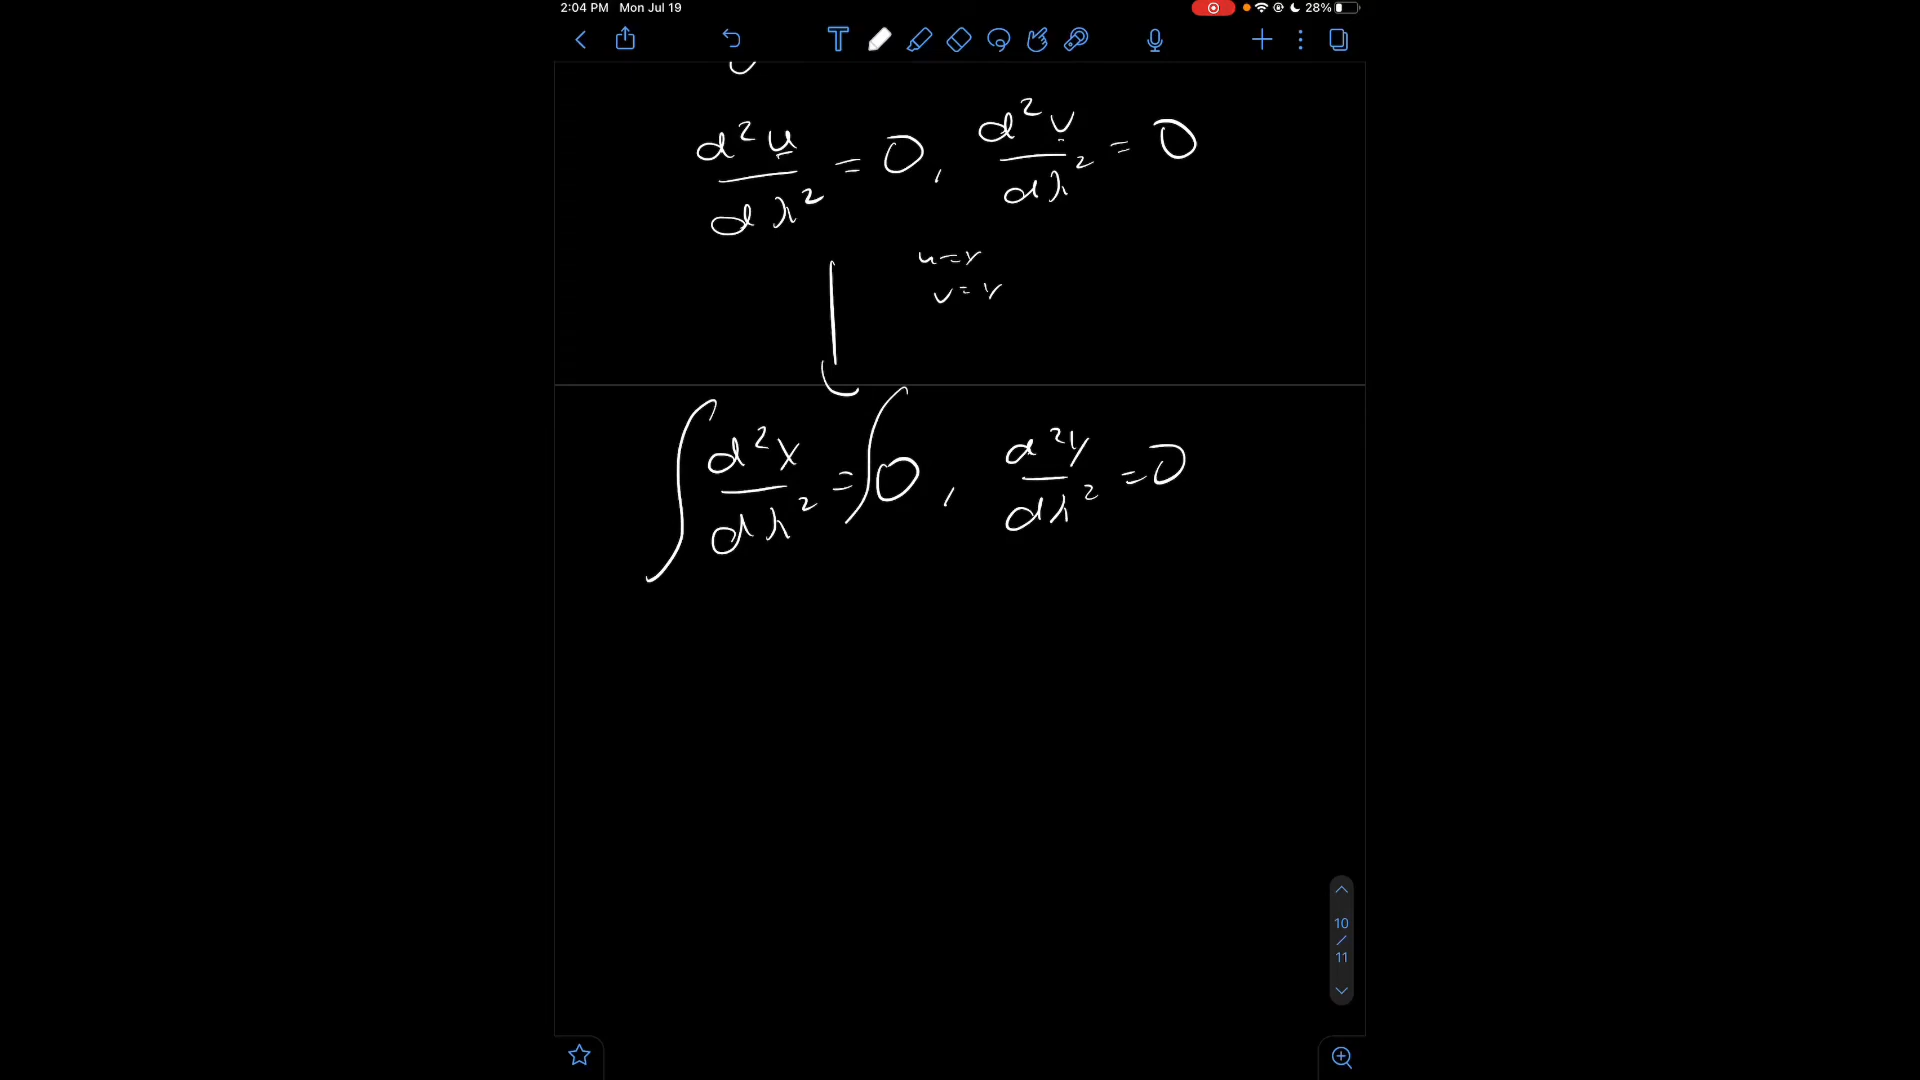 2:04 PM Mon Jul 19 28%
d²u/dλ² = 0, d²v/dλ² = 0
u=x
v=y
∫ d²x/dλ² = ∫ 0, d²y/dλ² = 0
10
/
11